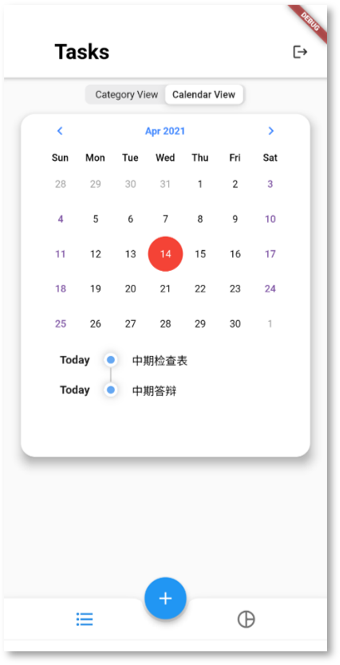 DEBUG
Tasks
Category View Calendar View
Apr 2021
Sun Mon Tue Wed Thu Fri Sat
28 29 30 31 1 2 3
4 5 6 7 8 9 10
11 12 13 14 15 16 17
18 19 20 21 22 23 24
25 26 27 28 29 30 1
Today 中期检查表
Today 中期答辩